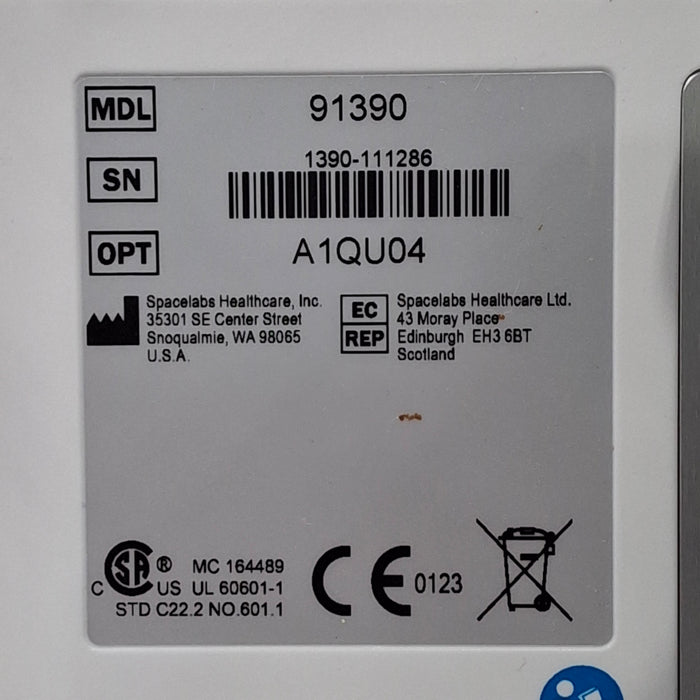 MDL 91390
SN 1390-111286
OPT A1QU04
Spacelabs Healthcare, Inc.
35301 SE Center Street
Snoqualmie, WA 98065
U.S.A.
EC REP
Spacelabs Healthcare Ltd.
43 Moray Place
Edinburgh EH3 6BT
Scotland
C SA ® US
MC 164489
UL 60601-1
STD C22.2 NO.601.1
CE 0123